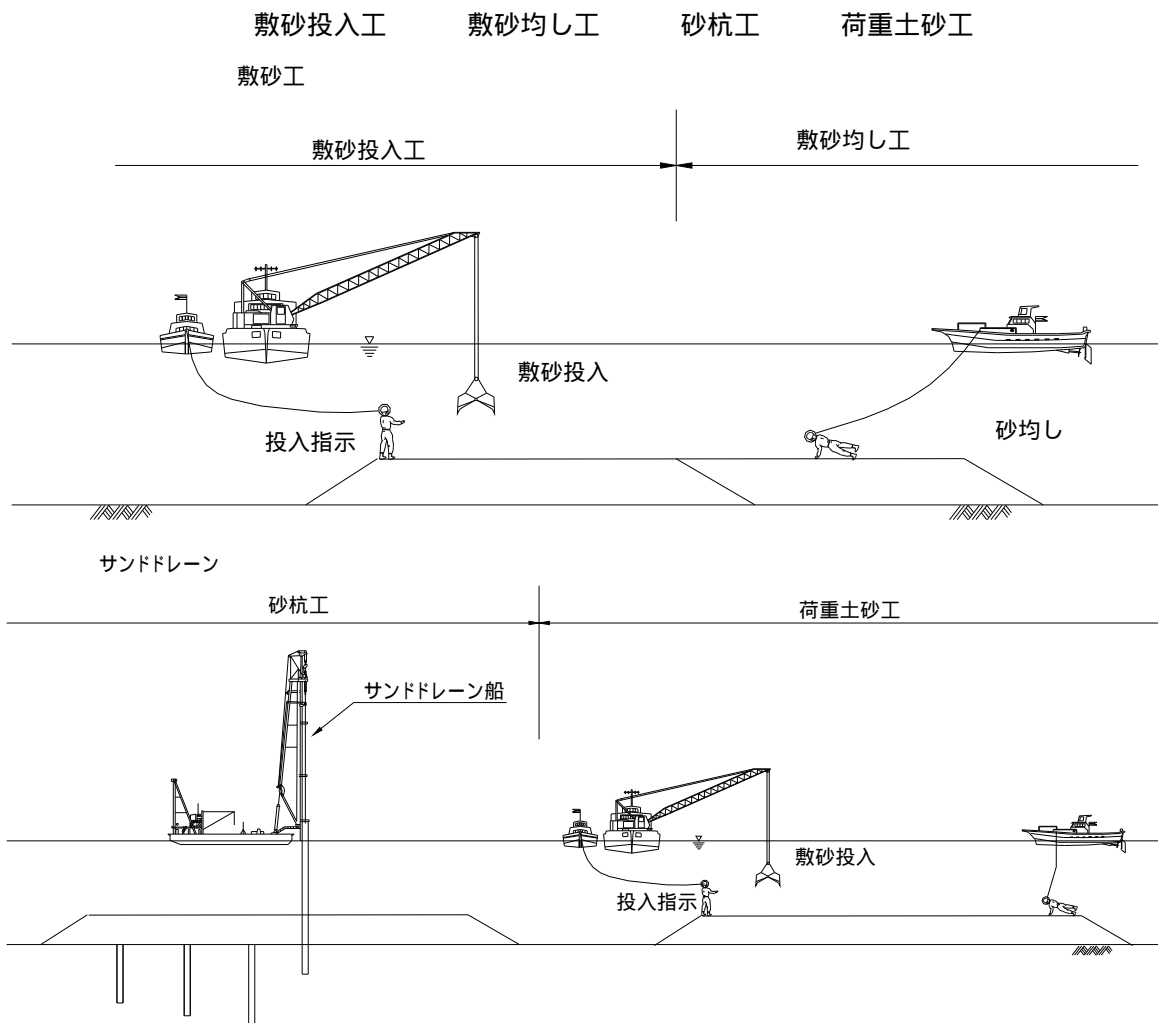 敷砂投入工 敷砂均し工 砂杭工 荷重土砂工
敷砂工
敷砂投入工 敷砂均し工
敷砂投入
投入指示 砂均し
サンドドレーン
砂杭工 荷重土砂工
サンドドレーン船
敷砂投入
投入指示